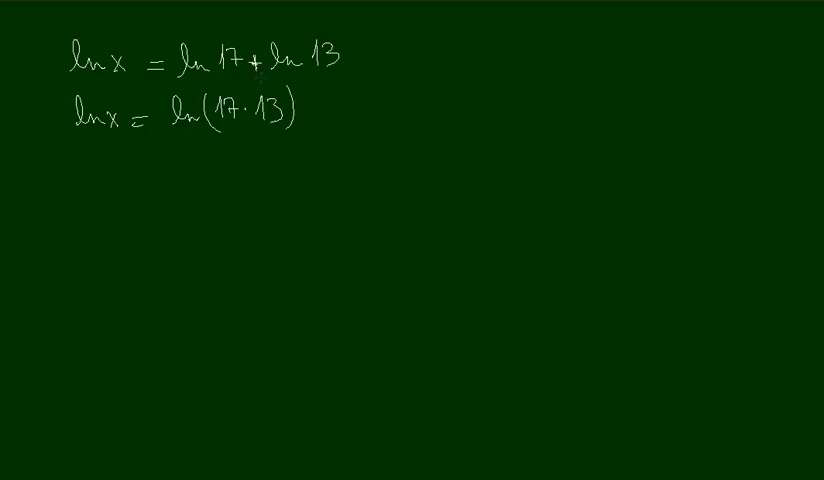 ln x = ln 17 + ln 13
ln x = ln(17 · 13)